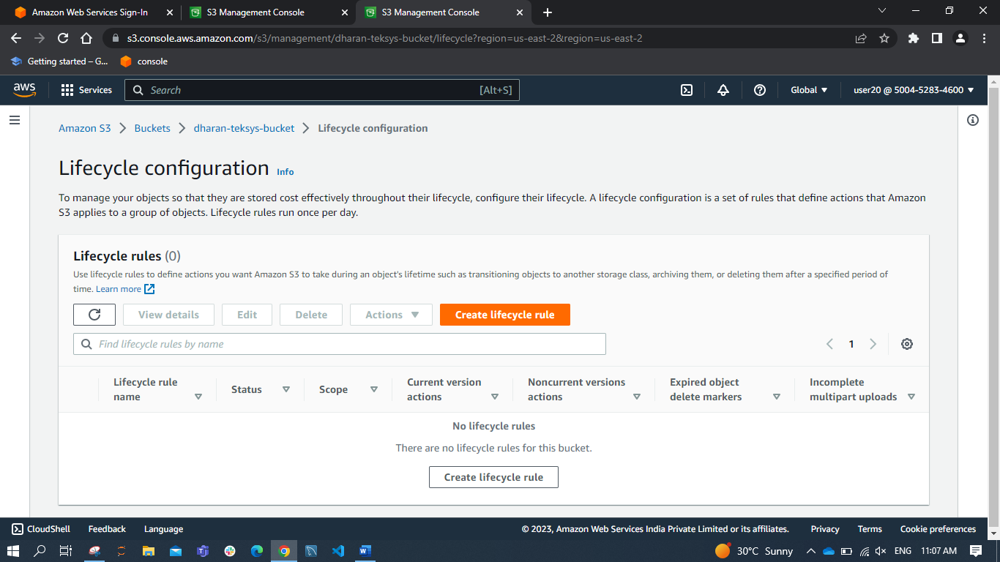 Amazon Web Services Sign-In
S3 Management Console
S3 Management Console
s3.console.aws.amazon.com/s3/management/dharan-teksys-bucket/lifecycle?region=us-east-2&region=us-east-2
Getting started – G...
console
aws
Services
Search
[Alt+S]
Global
user20 @ 5004-5283-4600
Amazon S3
Buckets
dharan-teksys-bucket
Lifecycle configuration
Lifecycle configuration
Info
To manage your objects so that they are stored cost effectively throughout their lifecycle, configure their lifecycle. A lifecycle configuration is a set of rules that define actions that Amazon
S3 applies to a group of objects. Lifecycle rules run once per day.
Lifecycle rules (0)
Use lifecycle rules to define actions you want Amazon S3 to take during an object's lifetime such as transitioning objects to another storage class, archiving them, or deleting them after a specified period of
time. Learn more
View details
Edit
Delete
Actions
Create lifecycle rule
Find lifecycle rules by name
1
Lifecycle rule
name
Status
Scope
Current version
actions
Noncurrent versions
actions
Expired object
delete markers
Incomplete
multipart uploads
No lifecycle rules
There are no lifecycle rules for this bucket.
Create lifecycle rule
CloudShell
Feedback
Language
© 2023, Amazon Web Services India Private Limited or its affiliates.
Privacy
Terms
Cookie preferences
30°C Sunny
ENG
11:07 AM